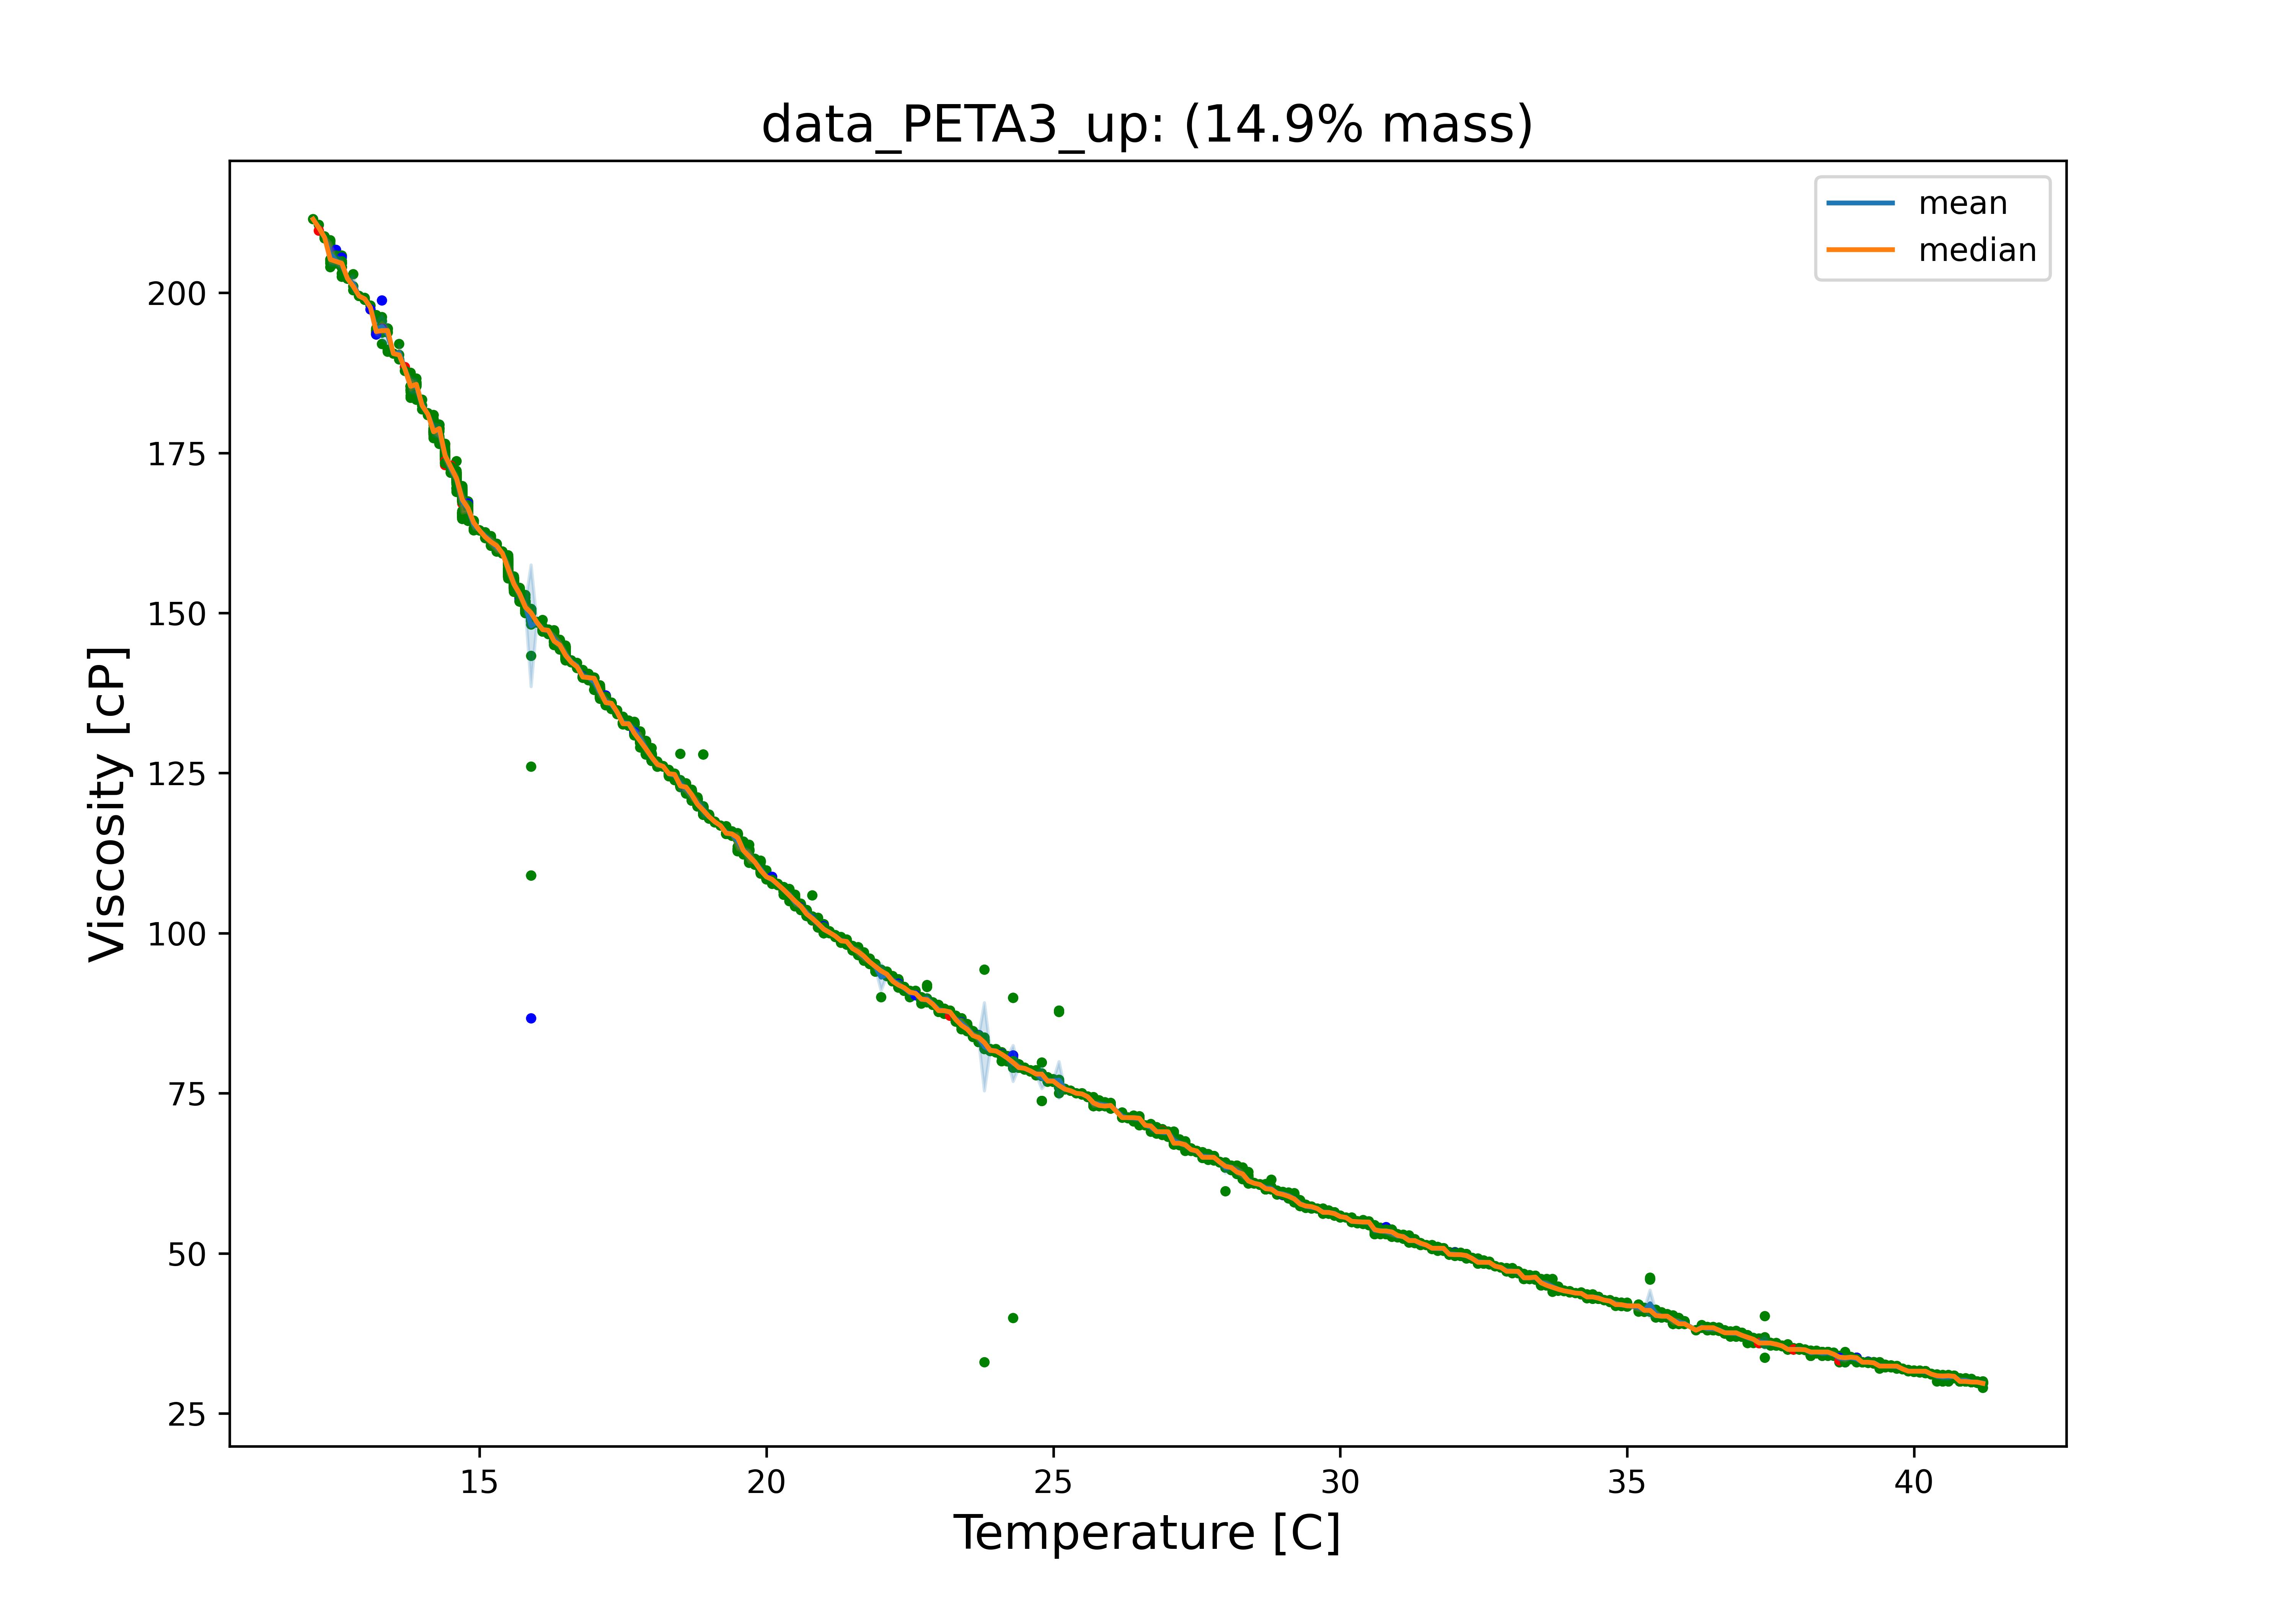 data_PETA3_up: (14.9% mass)
mean
median
Viscosity [cP]
200
175
150
125
100
75
50
25
15 20 25 30 35 40
Temperature [C]